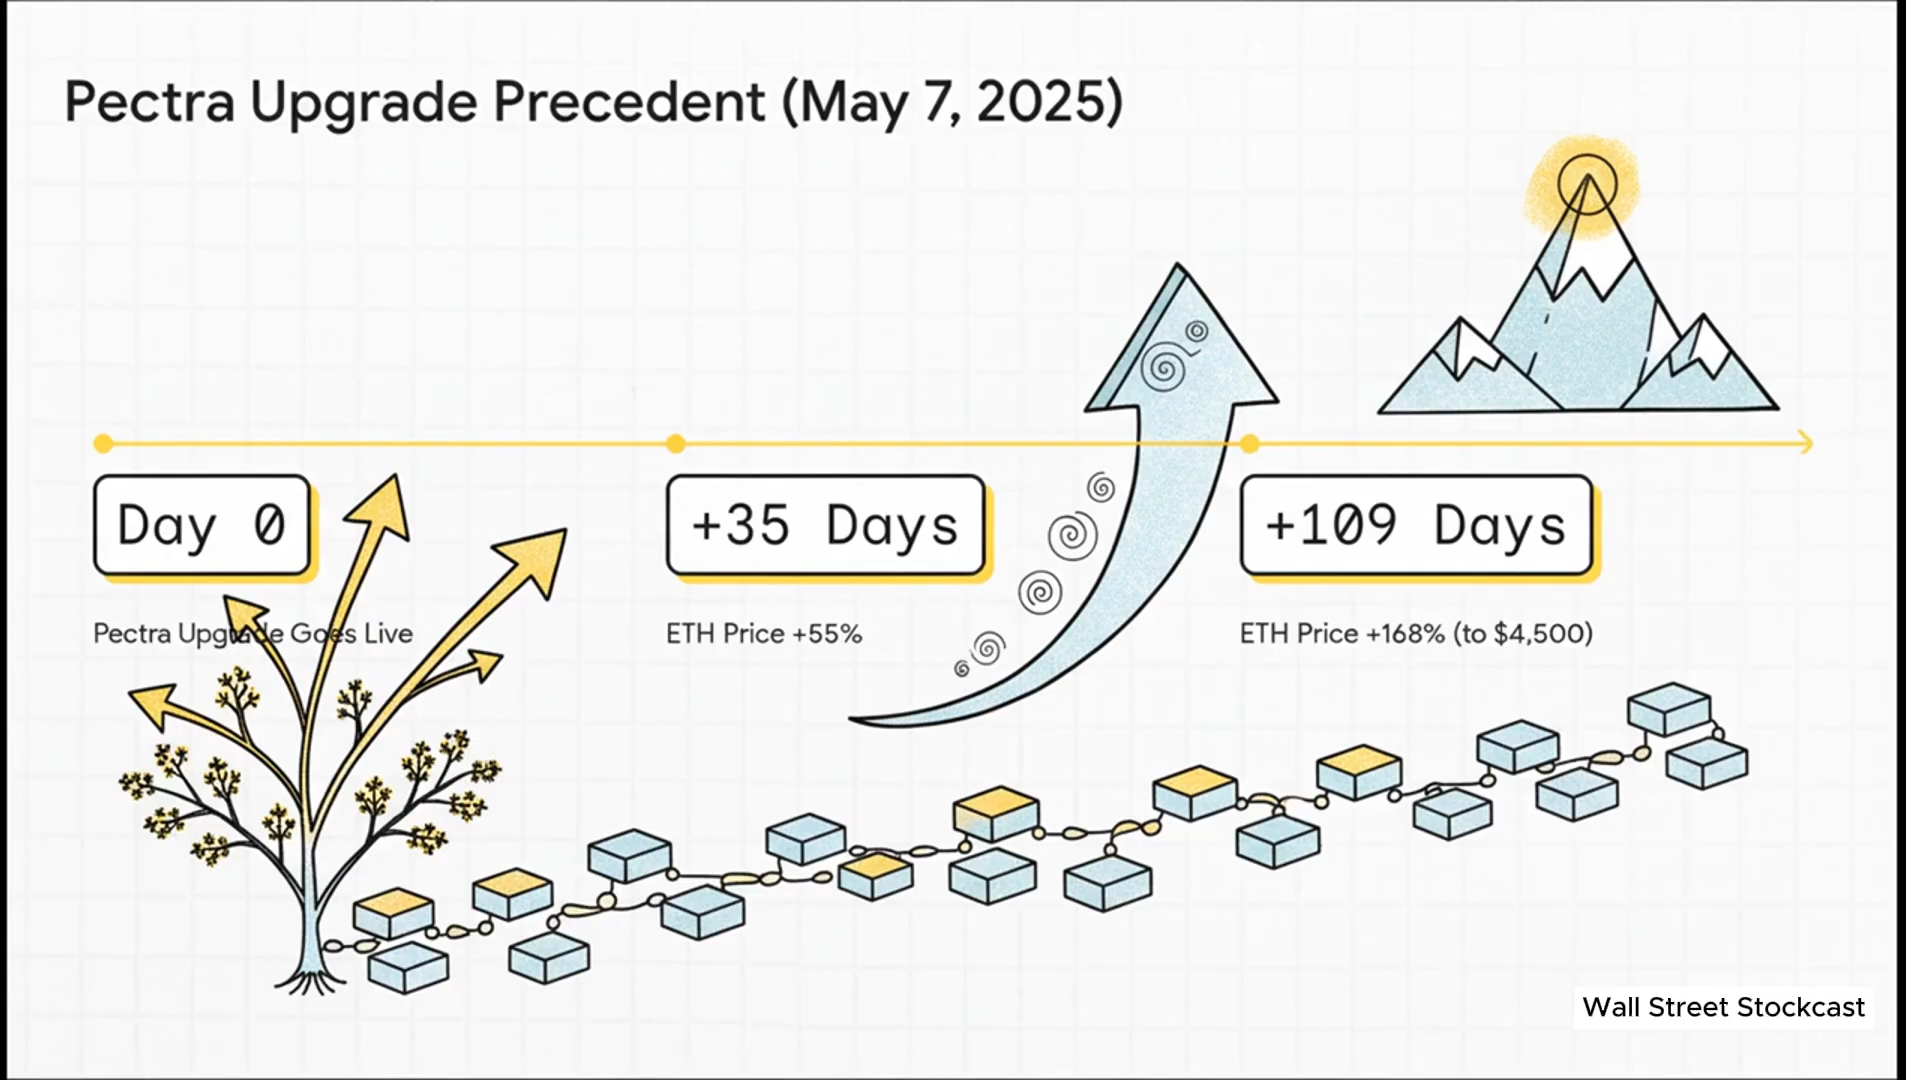 Pectra Upgrade Precedent (May 7, 2025)
Day 0
+35 Days
+109 Days
Pectra Upgrade Goes Live
ETH Price +55%
ETH Price +168% (to $4,500)
Wall Street Stockcast